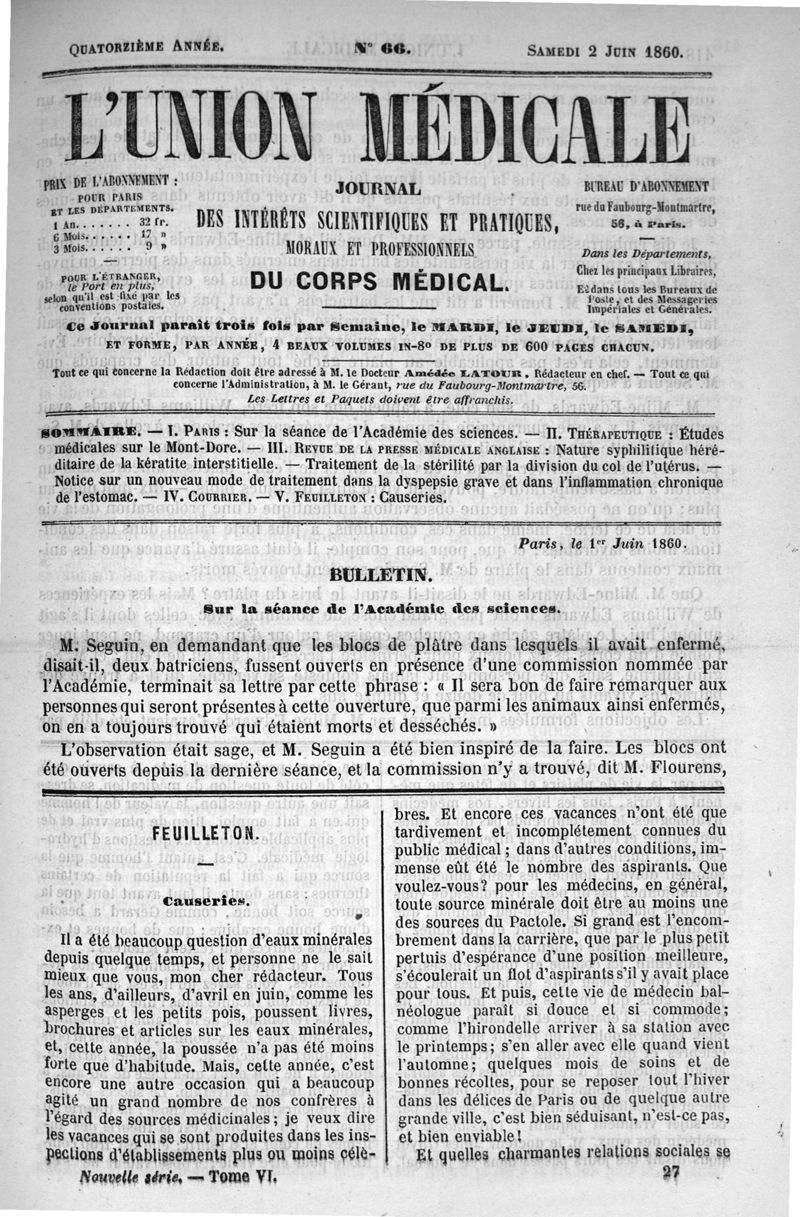 QUATORZIÈME ANNÉE.
N° 66.
SAMEDI 2 JUIN 1860.
L'UNION MÉDICALE
PRIX DE L'ABONNEMENT :
POUR PARIS
ET LES DÉPARTEMENTS.
1 An......... 32 fr.
6 Mois....... 17 »
3 Mois....... 9 »
POUR L'ÉTRANGER,
le Port en plus,
selon qu'il est fixé par les
conventions postales.
JOURNAL
DES INTÉRÊTS SCIENTIFIQUES ET PRATIQUES,
MORAUX ET PROFESSIONNELS
DU CORPS MÉDICAL.
BUREAU D'ABONNEMENT
rue du Faubourg-Montmartre,
56, à Paris.
Dans les Départements,
Chez les principaux Libraires,
Et dans tous les Bureaux de
Poste, et des Messageries
Impériales et Générales.
Ce Journal paraît trois fois par Semaine, le MARDI, le JEUDI, le SAMEDI,
ET FORME, PAR ANNÉE, 4 BEAUX VOLUMES IN-8° DE PLUS DE 600 PAGES CHACUN.
Tout ce qui concerne la Rédaction doit être adressé à M. le Docteur Amédée LATOUR, Rédacteur en chef. — Tout ce qui
concerne l'Administration, à M. le Gérant, rue du Faubourg-Montmartre, 56.
Les Lettres et Paquets doivent être affranchis.
SOMMAIRE. — I. PARIS : Sur la séance de l'Académie des sciences. — II. THÉRAPEUTIQUE : Études
médicales sur le Mont-Dore. — III. REVUE DE LA PRESSE MÉDICALE ANGLAISE : Nature syphilitique héré-
ditaire de la kératite interstitielle. — Traitement de la stérilité par la division du col de l'utérus. —
Notice sur un nouveau mode de traitement dans la dyspepsie grave et dans l'inflammation chronique
de l'estomac. — IV. COURRIER. — V. FEUILLETON : Causeries.
Paris, le 1er Juin 1860.
BULLETIN.
Sur la séance de l'Académie des sciences.
M. Seguin, en demandant que les blocs de plâtre dans lesquels il avait enfermé,
disait-il, deux batriciens, fussent ouverts en présence d'une commission nommée par
l'Académie, terminait sa lettre par cette phrase : « Il sera bon de faire remarquer aux
personnes qui seront présentes à cette ouverture, que parmi les animaux ainsi enfermés,
on en a toujours trouvé qui étaient morts et desséchés. »
L'observation était sage, et M. Seguin a été bien inspiré de la faire. Les blocs ont
été ouverts depuis la dernière séance, et la commission n'y a trouvé, dit M. Flourens,
FEUILLETON.
Causeries.
Il a été beaucoup question d'eaux minérales
depuis quelque temps, et personne ne le sait
mieux que vous, mon cher rédacteur. Tous
les ans, d'ailleurs, d'avril en juin, comme les
asperges et les petits pois, poussent livres,
brochures et articles sur les eaux minérales,
et, cette année, la poussée n'a pas été moins
forte que d'habitude. Mais, cette année, c'est
encore une autre occasion qui a beaucoup
agité un grand nombre de nos confrères à
l'égard des sources médicinales ; je veux dire
les vacances qui se sont produites dans les ins-
pections d'établissements plus ou moins célè-
bres. Et encore ces vacances n'ont été que
tardivement et incomplétement connues du
public médical ; dans d'autres conditions, im-
mense eût été le nombre des aspirants. Que
voulez-vous? pour les médecins, en général,
toute source minérale doit être au moins une
des sources du Pactole. Si grand est l'encom-
brement dans la carrière, que par le plus petit
pertuis d'espérance d'une position meilleure,
s'écoulerait un flot d'aspirants s'il y avait place
pour tous. Et puis, cette vie de médecin bal-
néologue paraît si douce et si commode ;
comme l'hirondelle arriver à sa station avec
le printemps ; s'en aller avec elle quand vient
l'automne ; quelques mois de soins et de
bonnes récoltes, pour se reposer tout l'hiver
dans les délices de Paris ou de quelque autre
grande ville, c'est bien séduisant, n'est-ce pas,
et bien enviable !
Et quelles charmantes relations sociales se
Nouvelle série. — Tome VI.
27